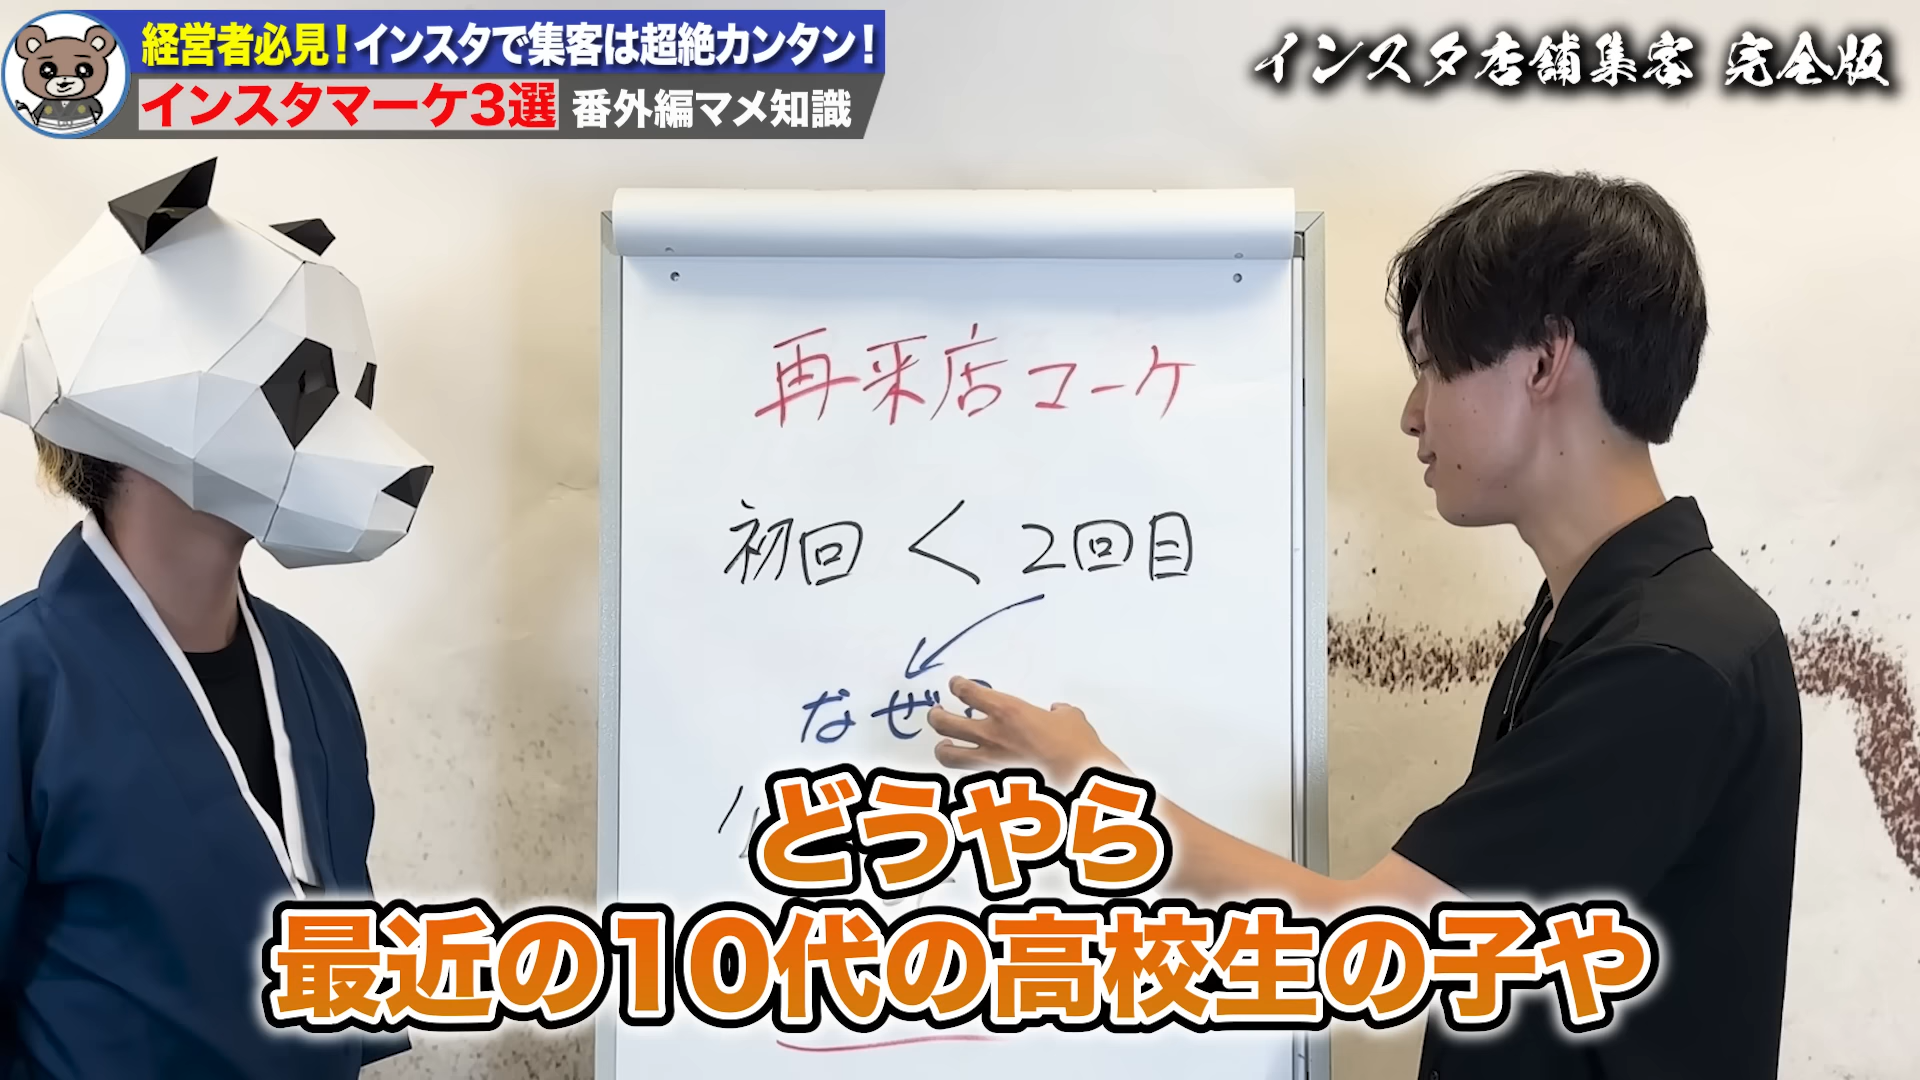 経営者必見!インスタで集客は超絶カンタン!
インスタマーケ3選 番外編マメ知識
インスタ店舗集客 完全版
再来店マーケ
初回 < 2回目
なぜ?
どうやら
最近の10代の高校生の子や